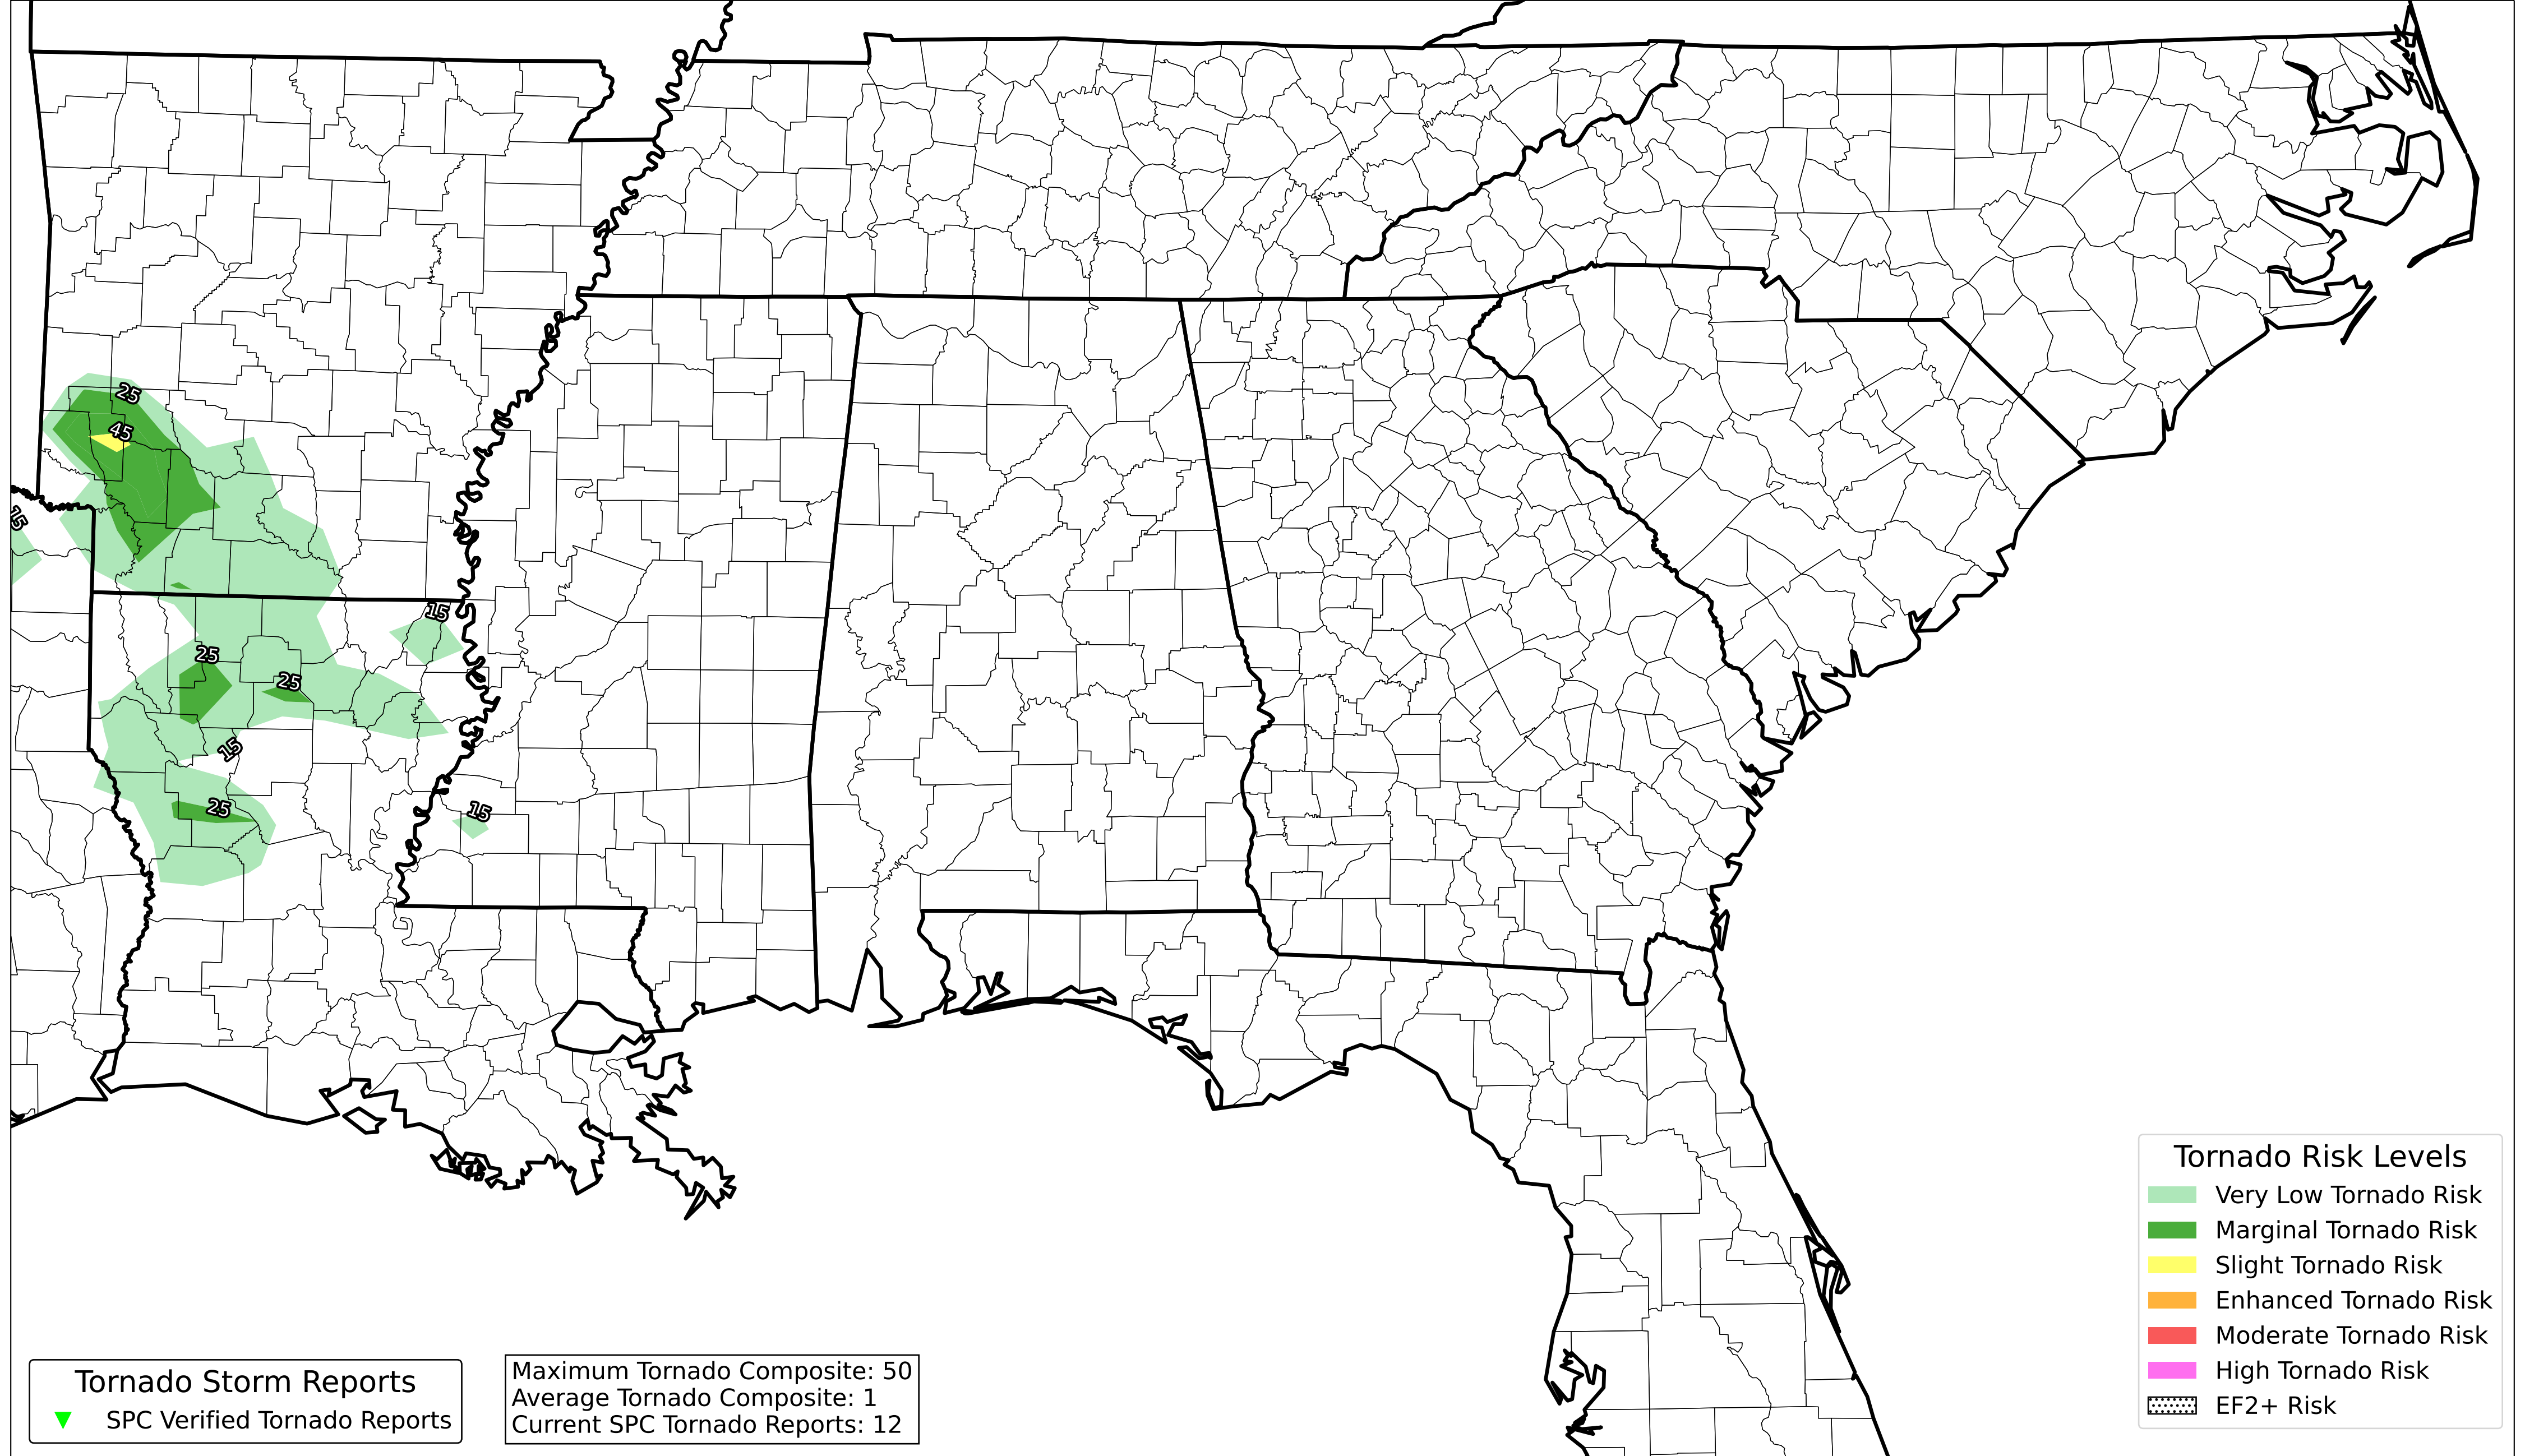 25
45
15
15
25
25
15
25
15
Tornado Risk Levels
Very Low Tornado Risk
Marginal Tornado Risk
Slight Tornado Risk
Enhanced Tornado Risk
Moderate Tornado Risk
High Tornado Risk
EF2+ Risk
Tornado Storm Reports
SPC Verified Tornado Reports
Maximum Tornado Composite: 50
Average Tornado Composite: 1
Current SPC Tornado Reports: 12